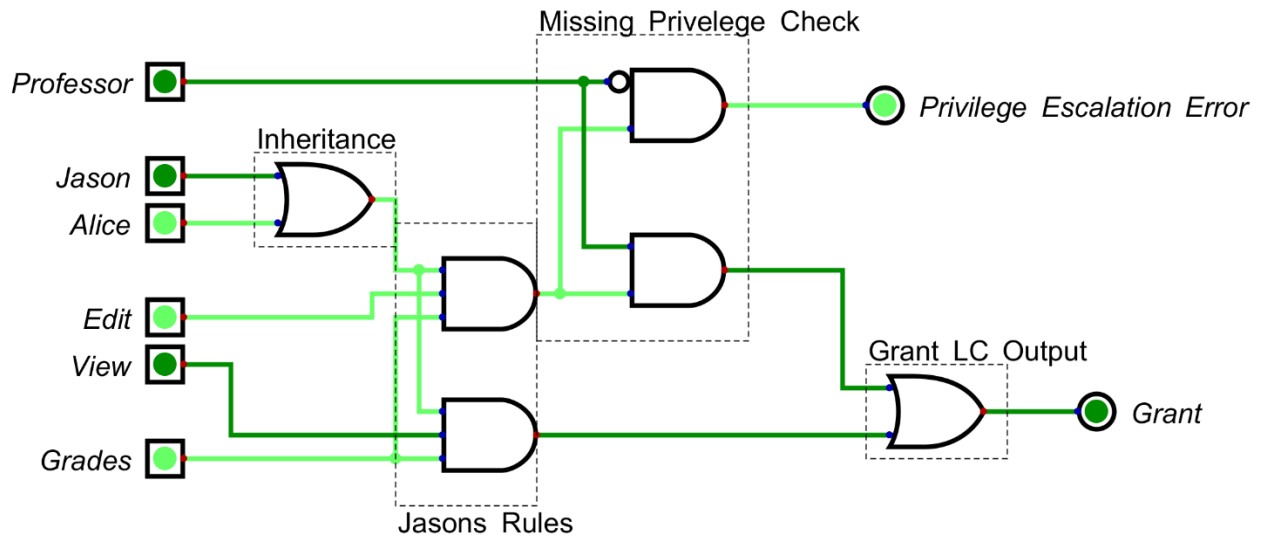 Missing Privelege Check
Professor
Privilege Escalation Error
Inheritance
Jason
Alice
Edit
View
Grant LC Output
Grant
Grades
Jasons Rules